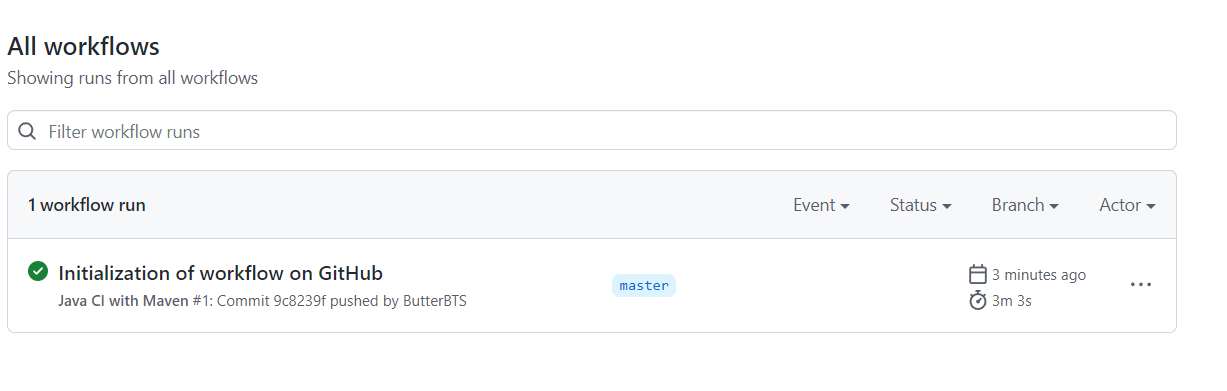 All workflows
Showing runs from all workflows
Filter workflow runs
1 workflow run
Event
Status
Branch
Actor
Initialization of workflow on GitHub
Java CI with Maven #1: Commit 9c8239f pushed by ButterBTS
master
3 minutes ago
3m 3s